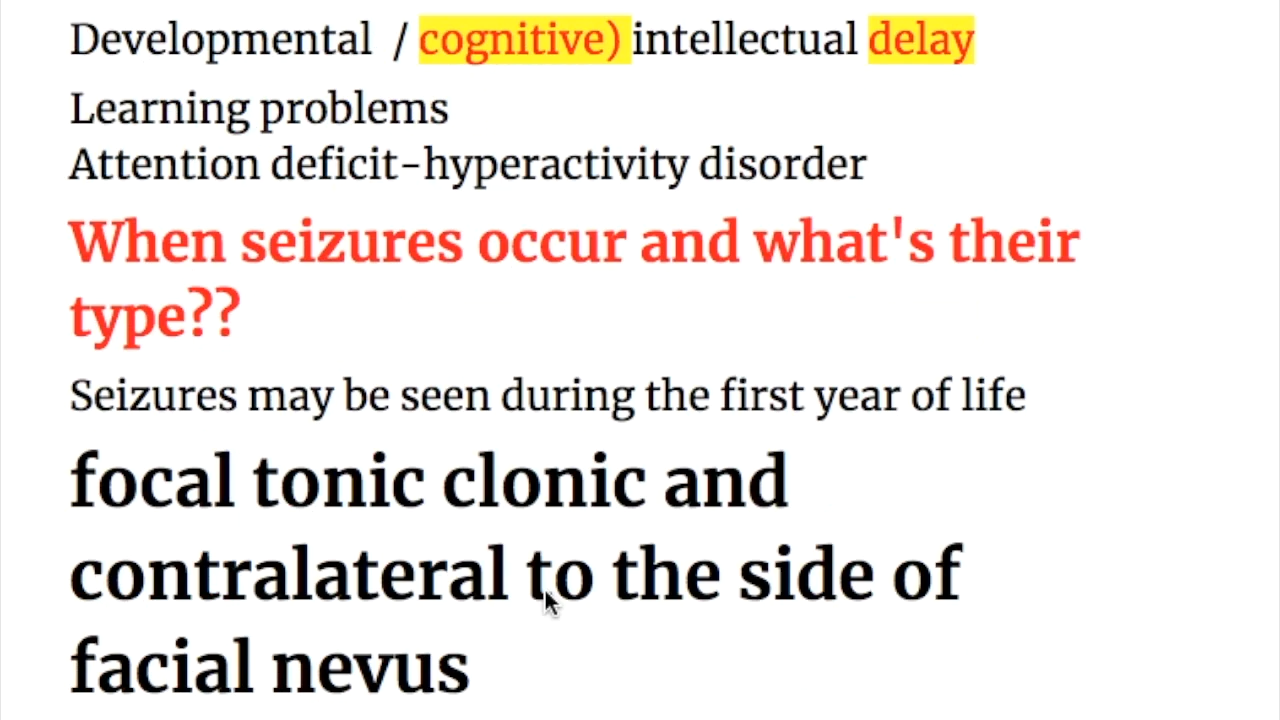 Developmental / cognitive) intellectual delay
Learning problems
Attention deficit-hyperactivity disorder
When seizures occur and what's their
type??
Seizures may be seen during the first year of life
focal tonic clonic and
contralateral to the side of
facial nevus